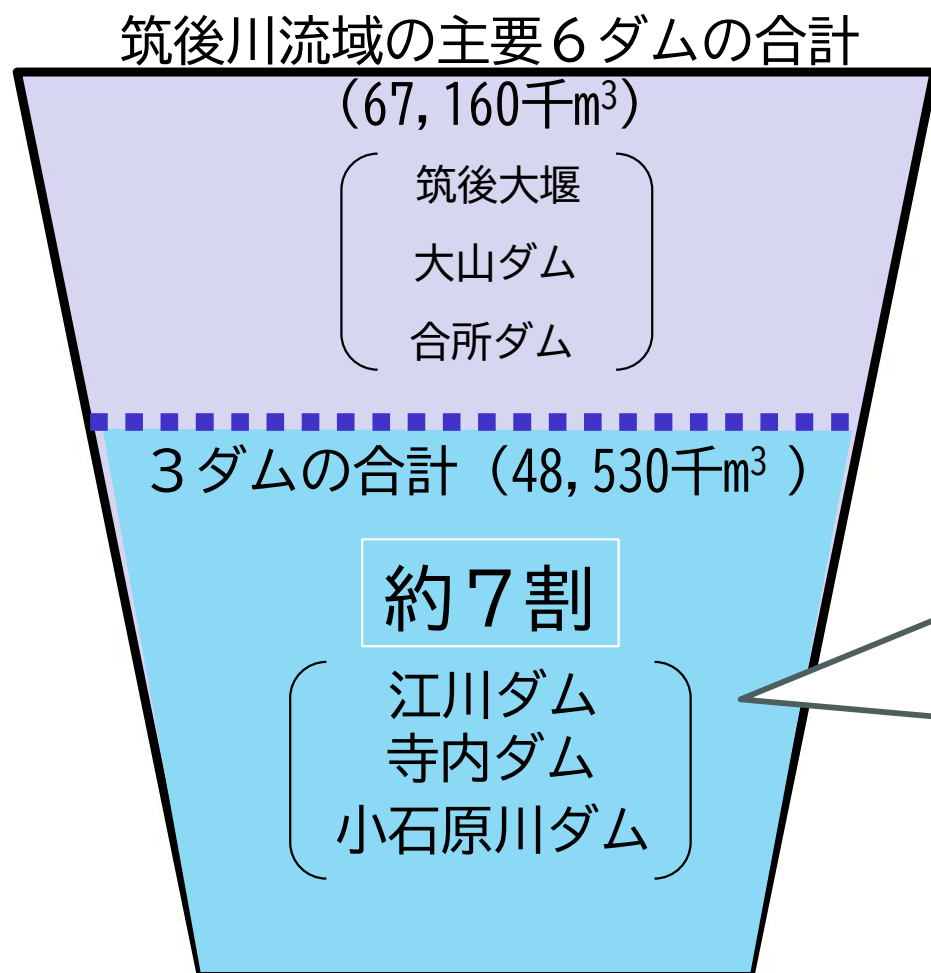 筑後川流域の主要６ダムの合計
（67,160千m³）
筑後大堰
大山ダム
合所ダム
３ダムの合計（48,530千m³ ）
約７割
江川ダム
寺内ダム
小石原川ダム